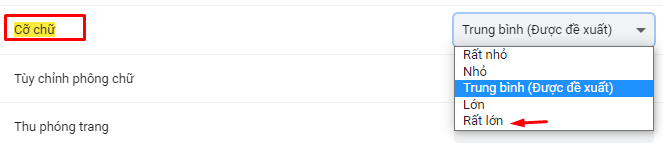 Cỡ chữ
Trung bình (Được đề xuất)
Rất nhỏ
Nhỏ
Trung bình (Được đề xuất)
Lớn
Rất lớn
Tùy chỉnh phông chữ
Thu phóng trang